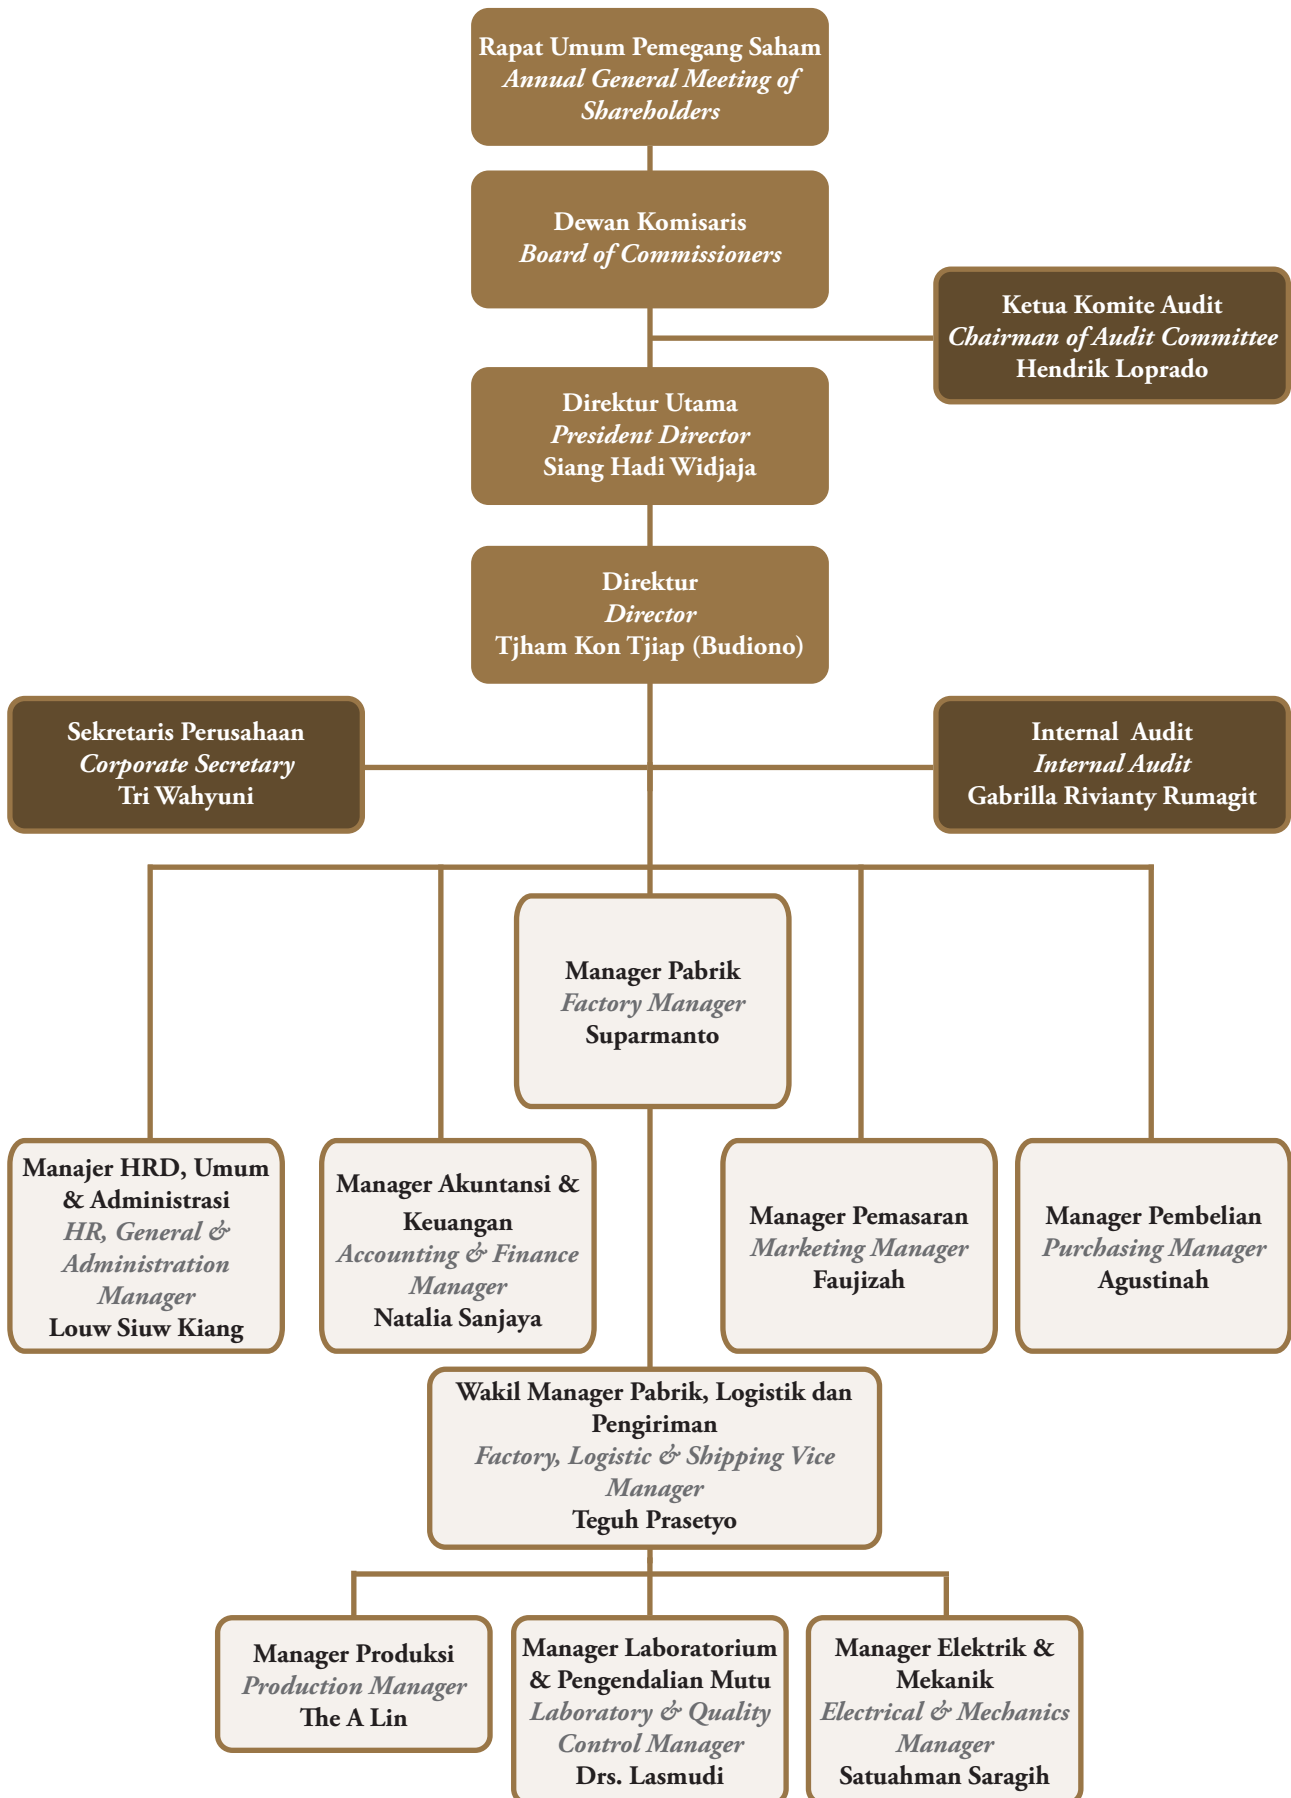 Rapat Umum Pemegang Saham
Annual General Meeting of
Shareholders
Dewan Komisaris
Board of Commissioners
Ketua Komite Audit
Chairman of Audit Committee
Hendrik Loprado
Direktur Utama
President Director
Siang Hadi Widjaja
Direktur
Director
Tjham Kon Tjiap (Budiono)
Sekretaris Perusahaan
Corporate Secretary
Tri Wahyuni
Internal Audit
Internal Audit
Gabrilla Rivianty Rumagit
Manager Pabrik
Factory Manager
Suparmanto
Manajer HRD, Umum
& Administrasi
HR, General &
Administration
Manager
Louw Siuw Kiang
Manager Akuntansi &
Keuangan
Accounting & Finance
Manager
Natalia Sanjaya
Manager Pemasaran
Marketing Manager
Faujizah
Manager Pembelian
Purchasing Manager
Agustinah
Wakil Manager Pabrik, Logistik dan
Pengiriman
Factory, Logistic & Shipping Vice
Manager
Teguh Prasetyo
Manager Produksi
Production Manager
The A Lin
Manager Laboratorium
& Pengendalian Mutu
Laboratory & Quality
Control Manager
Drs. Lasmudi
Manager Elektrik &
Mekanik
Electrical & Mechanics
Manager
Satuahman Saragih